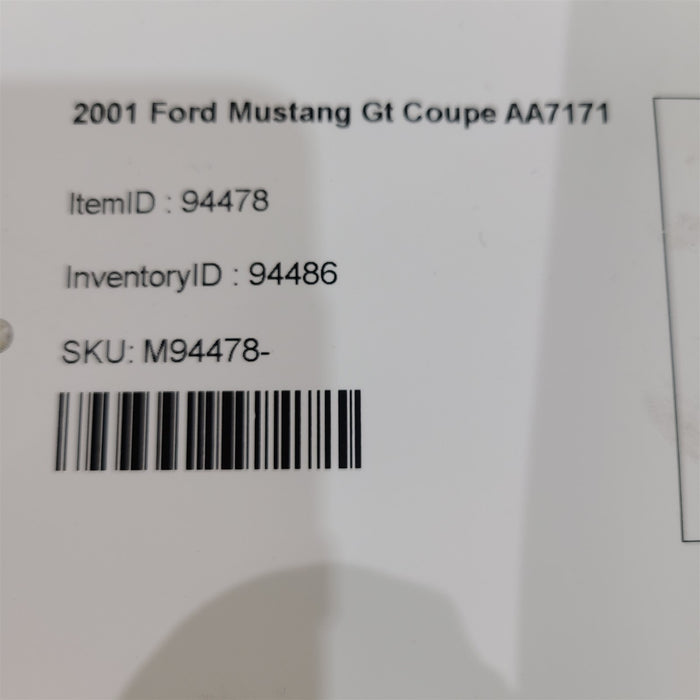 2001 Ford Mustang Gt Coupe AA7171
ItemID : 94478
InventoryID : 94486
SKU: M94478-